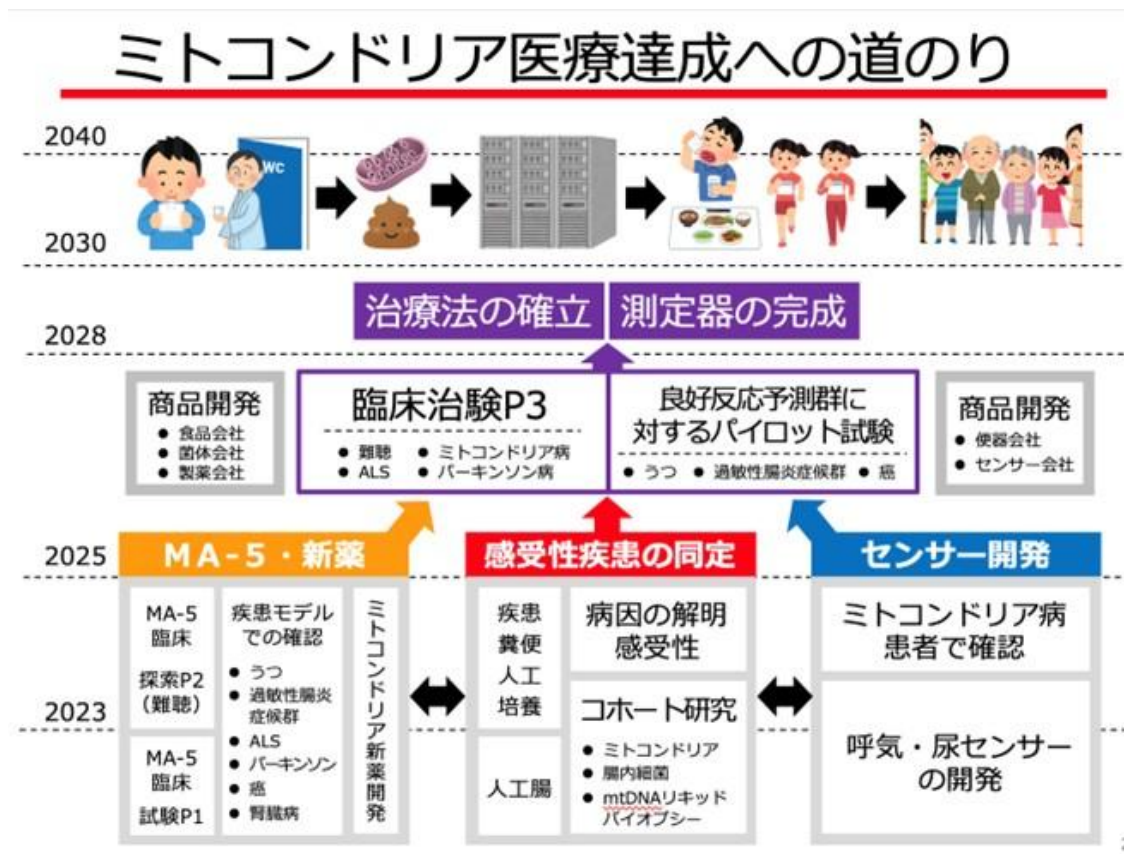 ミトコンドリア医療達成への道のり
2040
WC
2030
治療法の確立
測定器の完成
2028
商品開発
● 食品会社
● 菌体会社
● 製薬会社
臨床治験P3
● 難聴 ● ミトコンドリア病
● ALS ● パーキンソン病
良好反応予測群に
対するパイロット試験
● うつ ● 過敏性腸炎症候群 ● 癌
商品開発
● 便器会社
● センサー会社
2025
MA-5・新薬
感受性疾患の同定
センサー開発
MA-5
臨床
探索P2
(難聴)
疾患モデル
での確認
● うつ
● 過敏性腸炎
症候群
● ALS
● パーキンソン
● 癌
● 腎臓病
ミトコンドリア新薬開発
疾患
糞便
人工
培養
病因の解明
感受性
ミトコンドリア病
患者で確認
2023
MA-5
臨床
試験P1
人工腸
コホート研究
● ミトコンドリア
● 腸内細菌
● mtDNAリキッド
バイオプシー
呼気・尿センサー
の開発